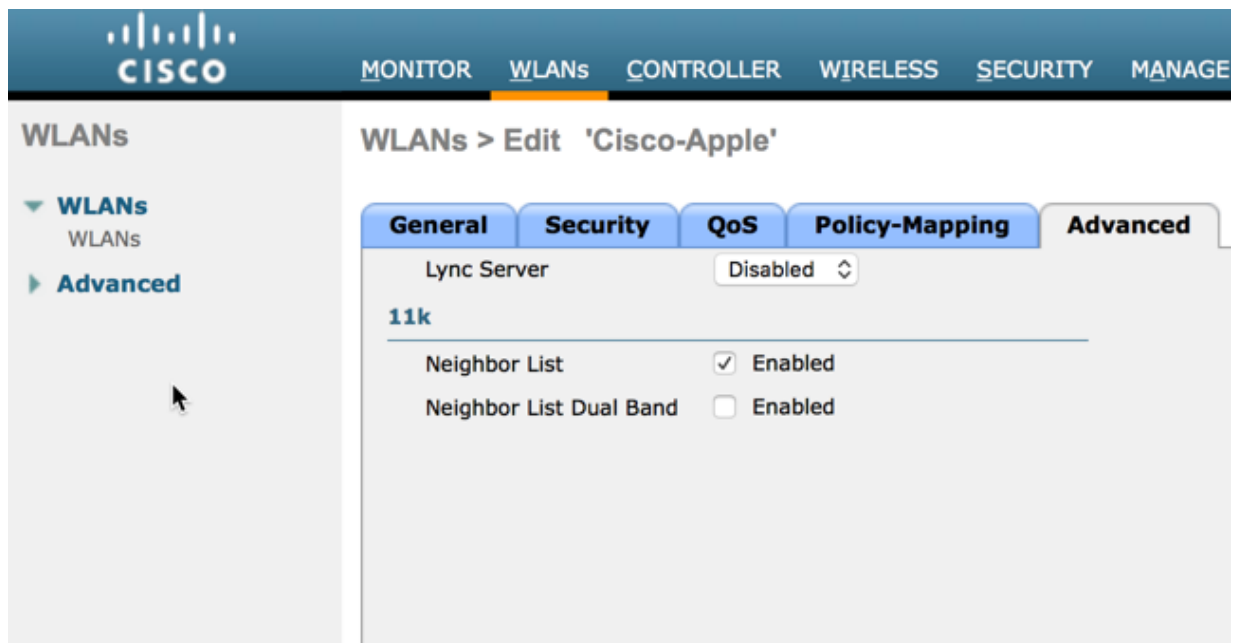 CISCO
MONITOR WLANs CONTROLLER WIRELESS SECURITY MANAGE
WLANs
WLANs
WLANs
Advanced
WLANs > Edit 'Cisco-Apple'
General Security QoS Policy-Mapping Advanced
Lync Server Disabled
11k
Neighbor List Enabled
Neighbor List Dual Band Enabled